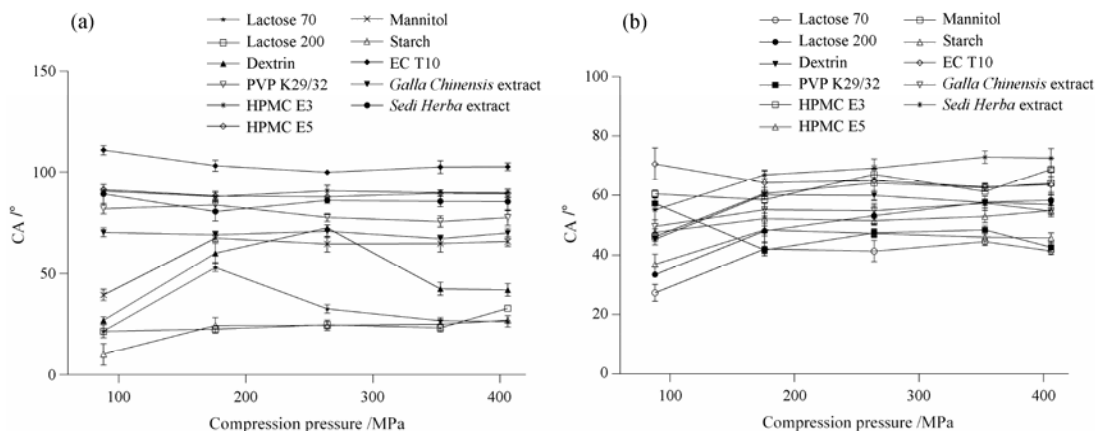 (a)
Lactose 70
Lactose 200
Dextrin
PVP K29/32
HPMC E3
HPMC E5
Mannitol
Starch
EC T10
Galla Chinensis extract
Sedi Herba extract
150
100
50
0
CA /°
100 200 300 400
Compression pressure /MPa
(b)
Lactose 70
Lactose 200
Dextrin
PVP K29/32
HPMC E3
HPMC E5
Mannitol
Starch
EC T10
Galla Chinensis extract
Sedi Herba extract
100
80
60
40
20
0
CA /°
100 200 300 400
Compression pressure /MPa